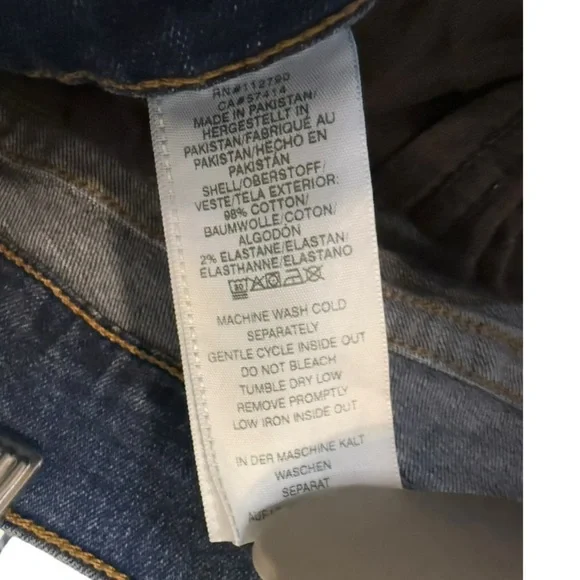 RN#112790
CA#57414
MADE IN PAKISTAN/
HERGESTELLT IN
PAKISTAN/FABRIQUÉ AU
PAKISTAN/HECHO EN
PAKISTÁN
SHELL/OBERSTOFF/
VESTE/TELA EXTERIOR:
98% COTTON/
BAUMWOLLE/COTON/
ALGODÓN
2% ELASTANE/ELASTAN/
ELASTHANNE/ELASTANO
30
MACHINE WASH COLD
SEPARATELY
GENTLE CYCLE INSIDE OUT
DO NOT BLEACH
TUMBLE DRY LOW
REMOVE PROMPTLY
LOW IRON INSIDE OUT
IN DER MASCHINE KALT
WASCHEN
SEPARAT